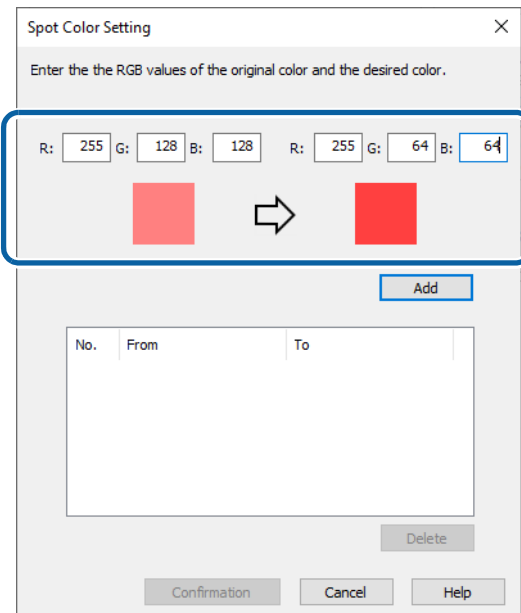 Spot Color Setting
Enter the the RGB values of the original color and the desired color.
R: 255 G: 128 B: 128 R: 255 G: 64 B: 64
Add
No. From To
Delete
Confirmation Cancel Help